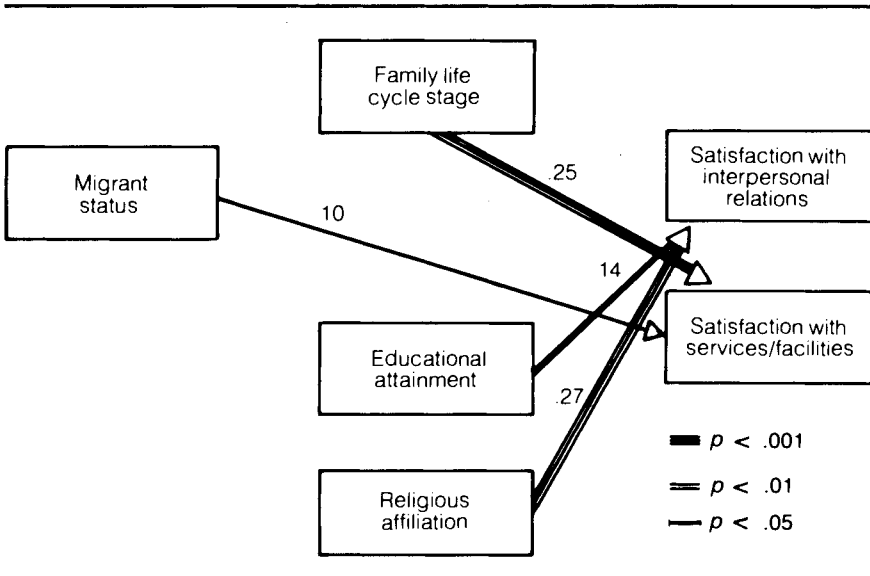 Family life
cycle stage
Satisfaction with
interpersonal
relations
Migrant
status
.25
10
14
Satisfaction with
services/facilities
Educational
attainment
.27
p < .001
Religious
affiliation
p < .01
p < .05